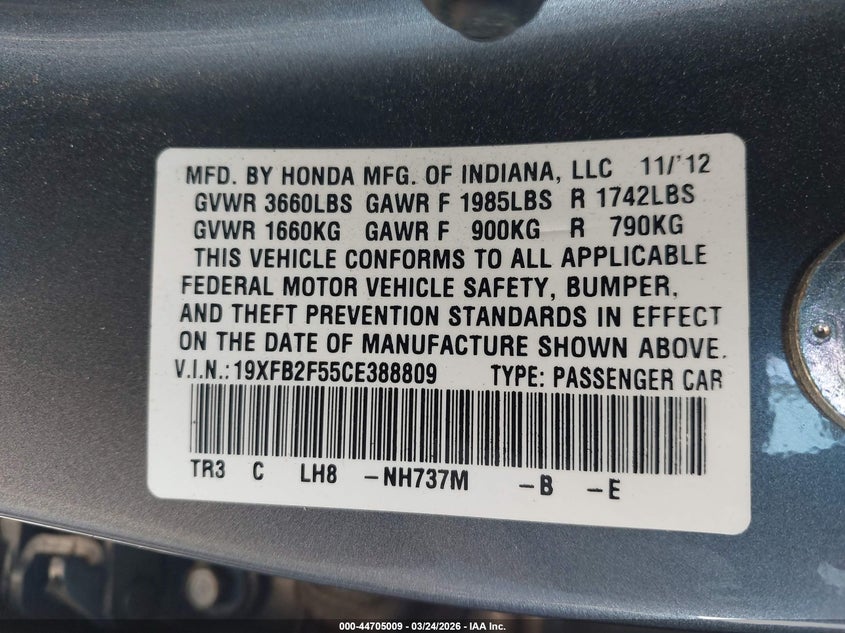 MFD. BY HONDA MFG. OF INDIANA, LLC 11/'12
GVWR 3660LBS GAWR F 1985LBS R 1742LBS
GVWR 1660KG GAWR F 900KG R 790KG
THIS VEHICLE CONFORMS TO ALL APPLICABLE
FEDERAL MOTOR VEHICLE SAFETY, BUMPER,
AND THEFT PREVENTION STANDARDS IN EFFECT
ON THE DATE OF MANUFACTURE SHOWN ABOVE.
V.I.N.:19XFB2F55CE388809 TYPE: PASSENGER CAR
TR3 C LH8 -NH737M -B -E
000-44705009 - 03/24/2026 - IAA Inc.